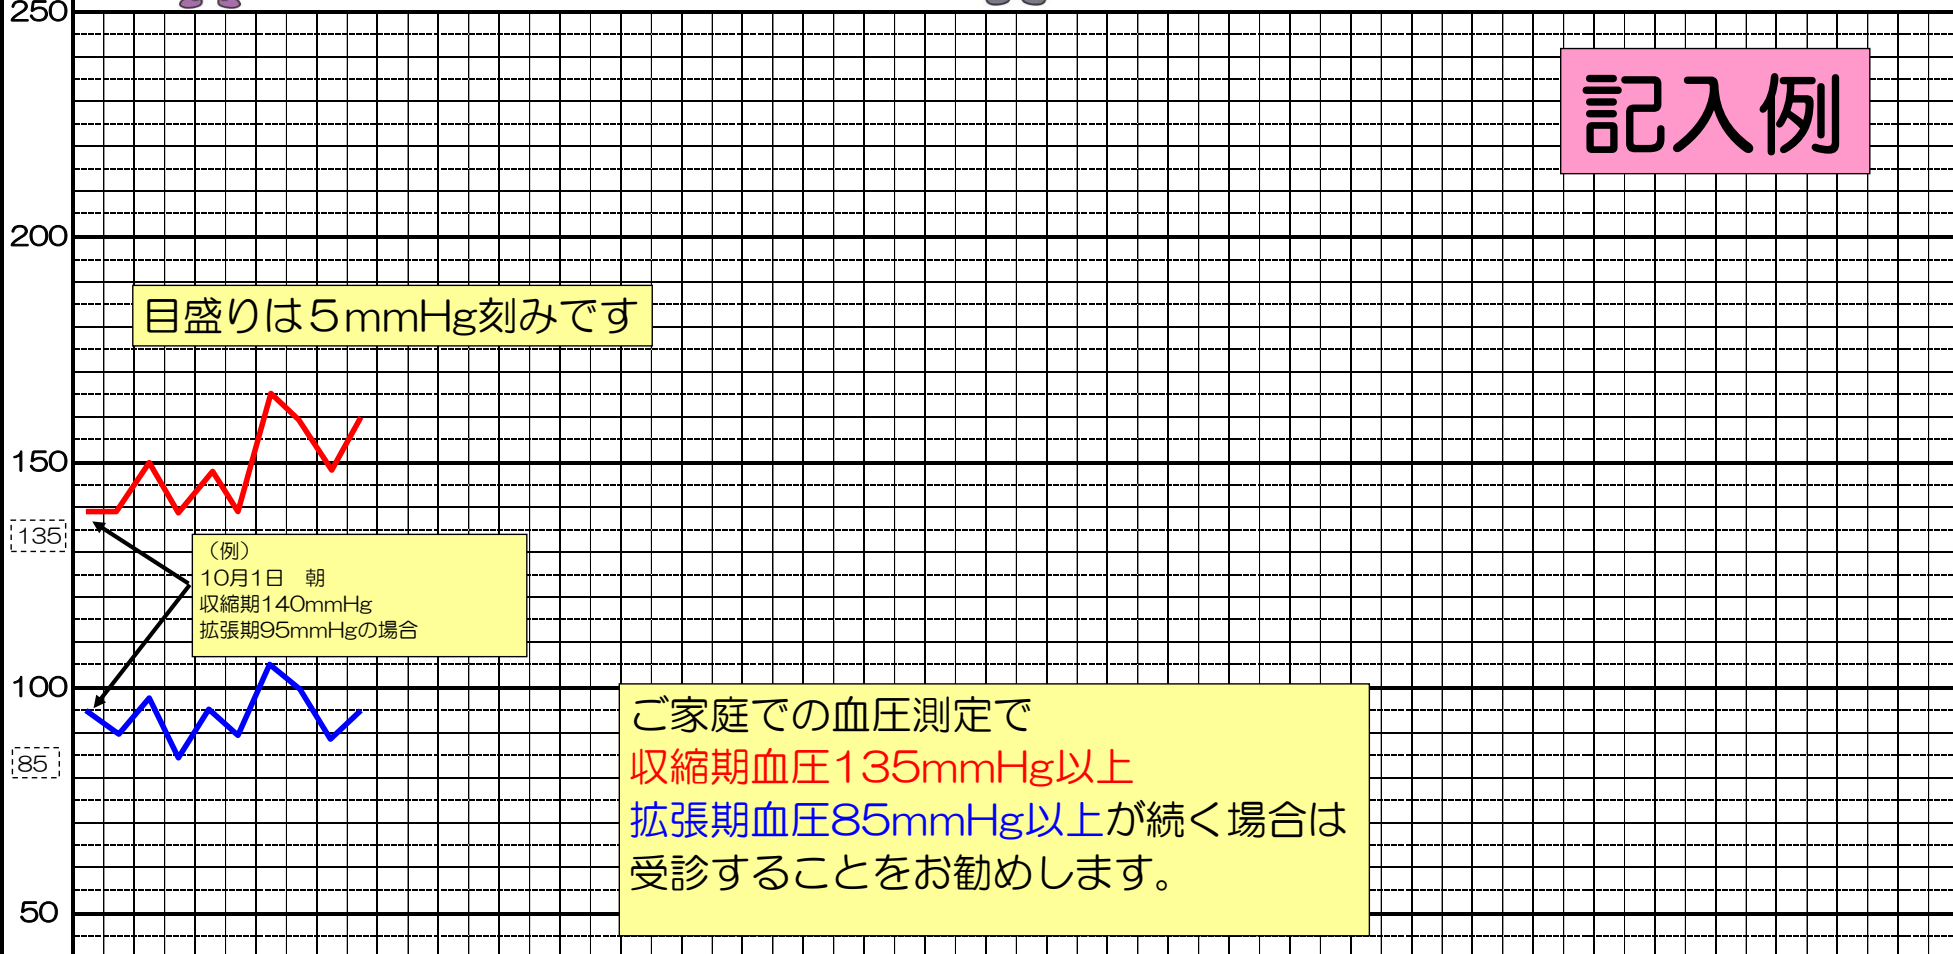 250
記入例
200
目盛りは５mmHg刻みです
150
135
（例）
10月1日　朝
収縮期140mmHg
拡張期95mmHgの場合
100
85
ご家庭での血圧測定で
収縮期血圧135mmHg以上
拡張期血圧85mmHg以上が続く場合は
受診することをお勧めします。
50